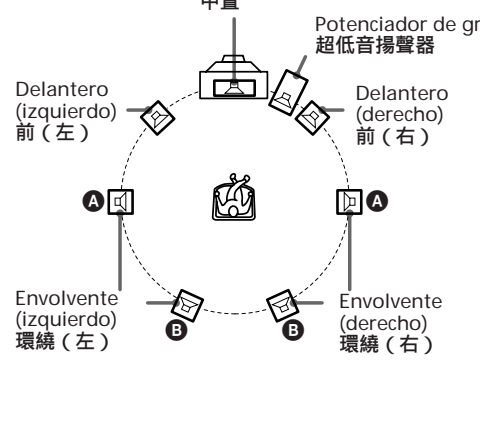 中置
Potenciador de gr
超低音揚聲器
Delantero
(izquierdo)
前（左）
Delantero
(derecho)
前（右）
A
A
Envolvente
(izquierdo)
環繞（左）
B
B
Envolvente
(derecho)
環繞（右）